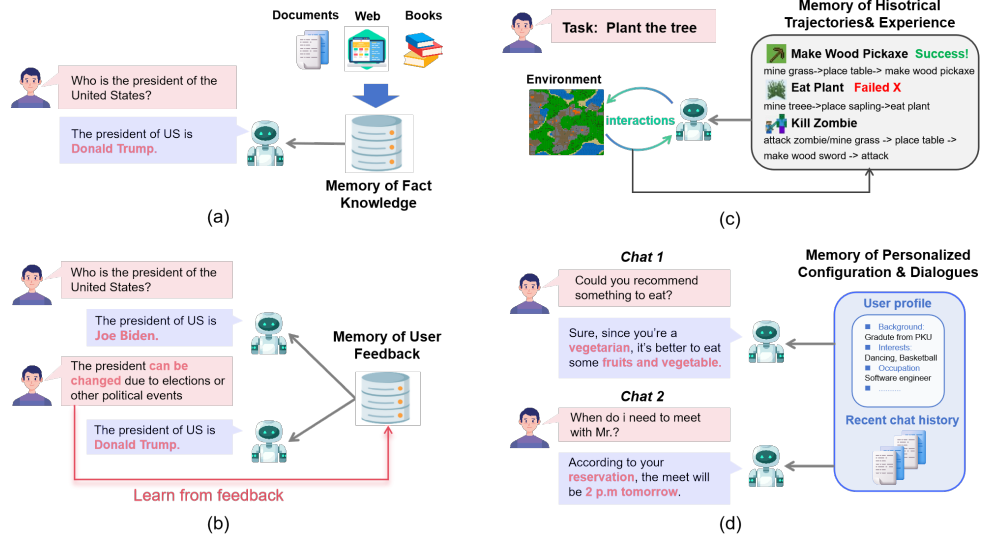 Documents
Web
Books
Who is the president of the
United States?
The president of US is
Donald Trump.
Memory of Fact
Knowledge
(a)
Memory of Hisotrical
Trajectories& Experience
Task: Plant the tree
Environment
interactions
Make Wood Pickaxe Success!
mine grass->place table-> make wood pickaxe
Eat Plant Failed X
mine treee->place sapling->eat plant
Kill Zombie
attack zombie/mine grass -> place table ->
make wood sword -> attack
(c)
Who is the president of the
United States?
The president of US is
Joe Biden.
The president can be
changed due to elections or
other political events
The president of US is
Donald Trump.
Memory of User
Feedback
Learn from feedback
(b)
Chat 1
Could you recommend
something to eat?
Sure, since you're a
vegetarian, it's better to eat
some fruits and vegetable.
Chat 2
When do i need to meet
with Mr.?
According to your
reservation, the meet will
be 2 p.m tomorrow.
Memory of Personalized
Configuration & Dialogues
User profile
Background:
Gradute from PKU
Interests:
Dancing, Basketball
Occupation
Software engineer
.........
Recent chat history
(d)